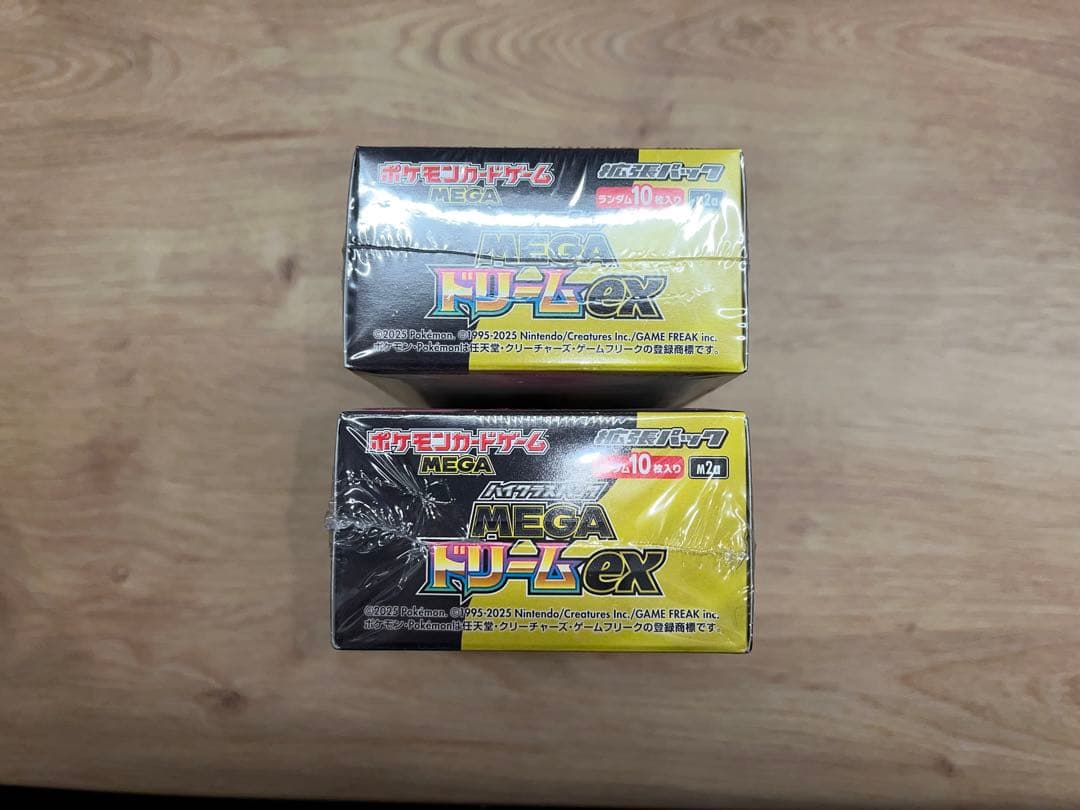 ポケモンカードゲーム
MEGA
拡張パック
ランダム10枚入り
M2a
MEGA
ドリームex
©2025 Pokémon. ©1995-2025 Nintendo/Creatures Inc./GAME FREAK inc.
ポケモン・Pokémonは任天堂・クリーチャーズ・ゲームフリークの登録商標です。
ポケモンカードゲーム
MEGA
拡張パック
ランダム10枚入り
M2a
ハイクラスパック
MEGA
ドリームex
©2025 Pokémon. ©1995-2025 Nintendo/Creatures Inc./GAME FREAK inc.
ポケモン・Pokémonは任天堂・クリーチャーズ・ゲームフリークの登録商標です。